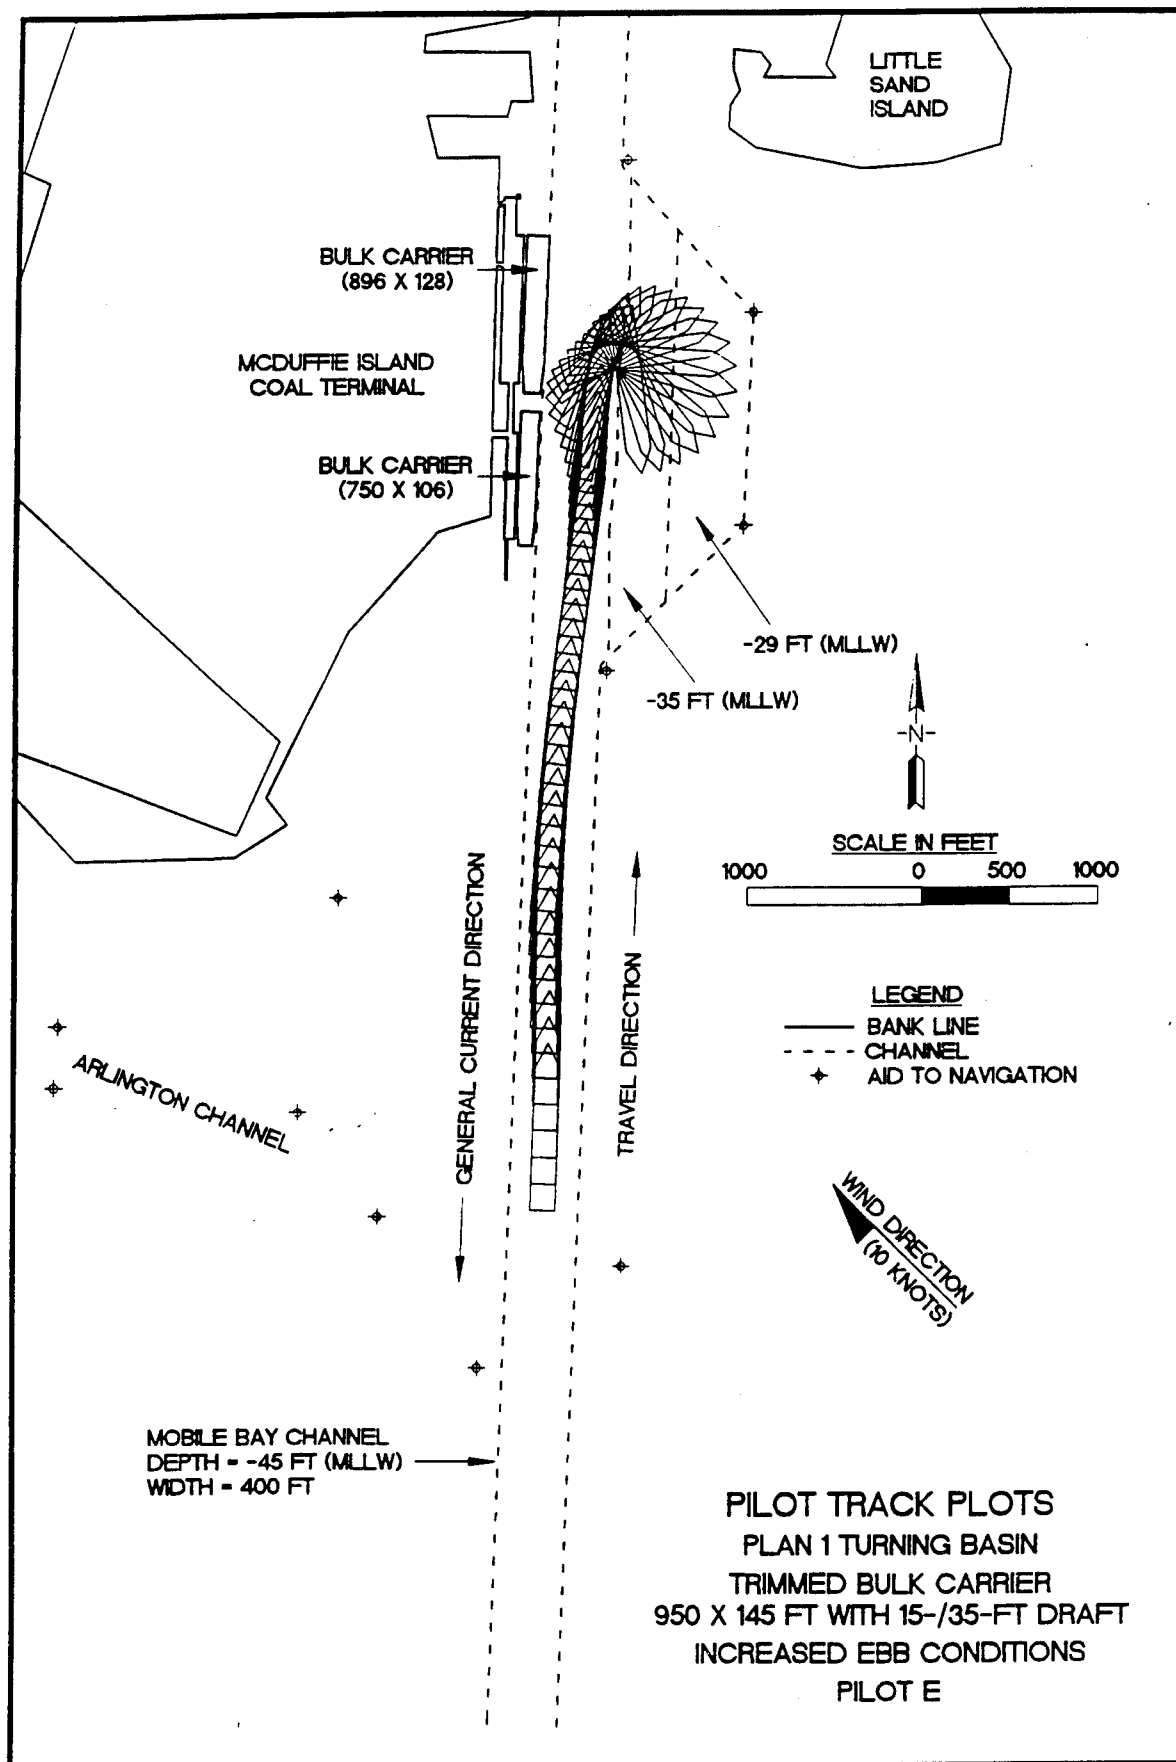 LITTLE
SAND
ISLAND
BULK CARRIER
(896 X 128)
MCDUFFIE ISLAND
COAL TERMINAL
BULK CARRIER
(750 X 106)
-29 FT (MLLW)
-35 FT (MLLW)
-N-
SCALE IN FEET
1000 0 500 1000
GENERAL CURRENT DIRECTION
TRAVEL DIRECTION
LEGEND
BANK LINE
CHANNEL
AID TO NAVIGATION
ARLINGTON CHANNEL
WIND DIRECTION
(10 KNOTS)
MOBILE BAY CHANNEL
DEPTH = -45 FT (MLLW)
WIDTH = 400 FT
PILOT TRACK PLOTS
PLAN 1 TURNING BASIN
TRIMMED BULK CARRIER
950 X 145 FT WITH 15-/35-FT DRAFT
INCREASED EBB CONDITIONS
PILOT E